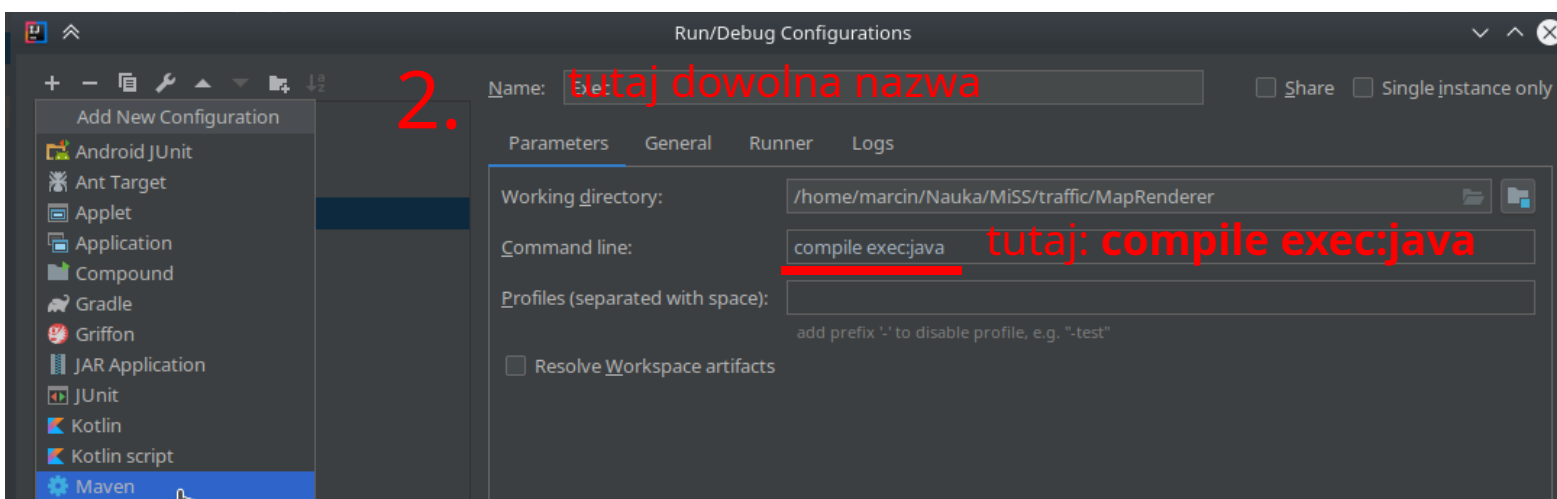 Run/Debug Configurations
2.
Name: Exec tutaj dowolna nazwa
Share
Single instance only
Add New Configuration
Android JUnit
Ant Target
Applet
Application
Compound
Gradle
Griffon
JAR Application
JUnit
Kotlin
Kotlin script
Maven
Parameters General Runner Logs
Working directory: /home/marcin/Nauka/MiSS/traffic/MapRenderer
Command line: compile exec:java tutaj: compile exec:java
Profiles (separated with space):
add prefix '-' to disable profile, e.g. "-test"
Resolve Workspace artifacts